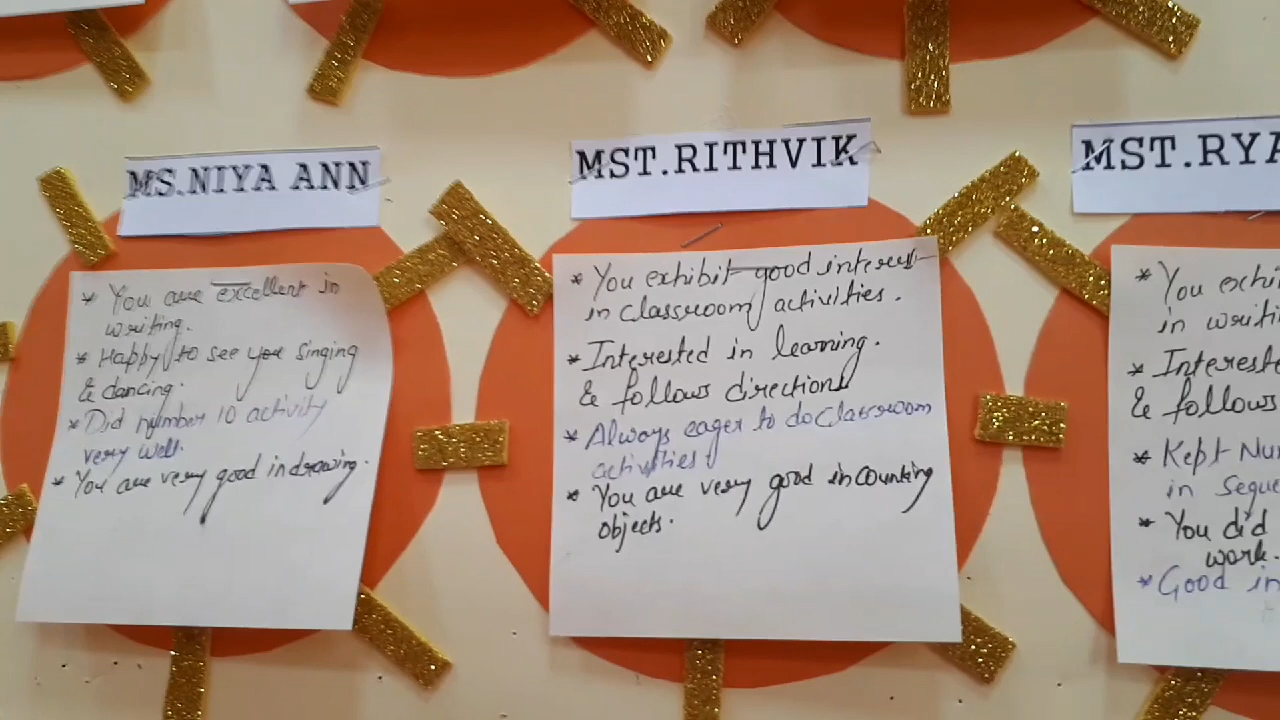 MS.NIYA ANN
* You are excellent in
writing.
* Happy to see you singing
& dancing.
* Did number 10 activity
very well.
* You are very good in drawing.
MST.RITHVIK
* You exhibit good interest
in classroom activities.
* Interested in learning.
& follows directions
* Always eager to do classroom
activities
* You are very good in counting
objects.
MST.RYA
* You exhi
in writi
* Intereste
& follows
* Kept Nu
in Seque
* You did
work.
* Good in